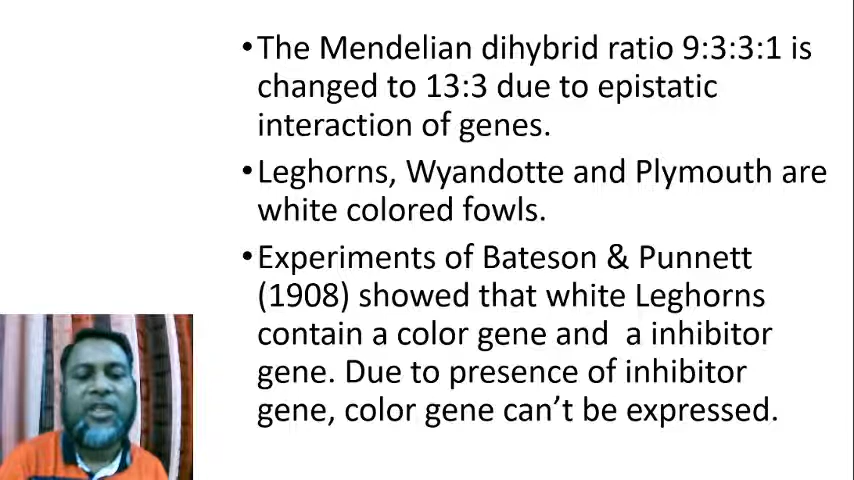 •The Mendelian dihybrid ratio 9:3:3:1 is
changed to 13:3 due to epistatic
interaction of genes.
•Leghorns, Wyandotte and Plymouth are
white colored fowls.
•Experiments of Bateson & Punnett
(1908) showed that white Leghorns
contain a color gene and  a inhibitor
gene. Due to presence of inhibitor
gene, color gene can’t be expressed.